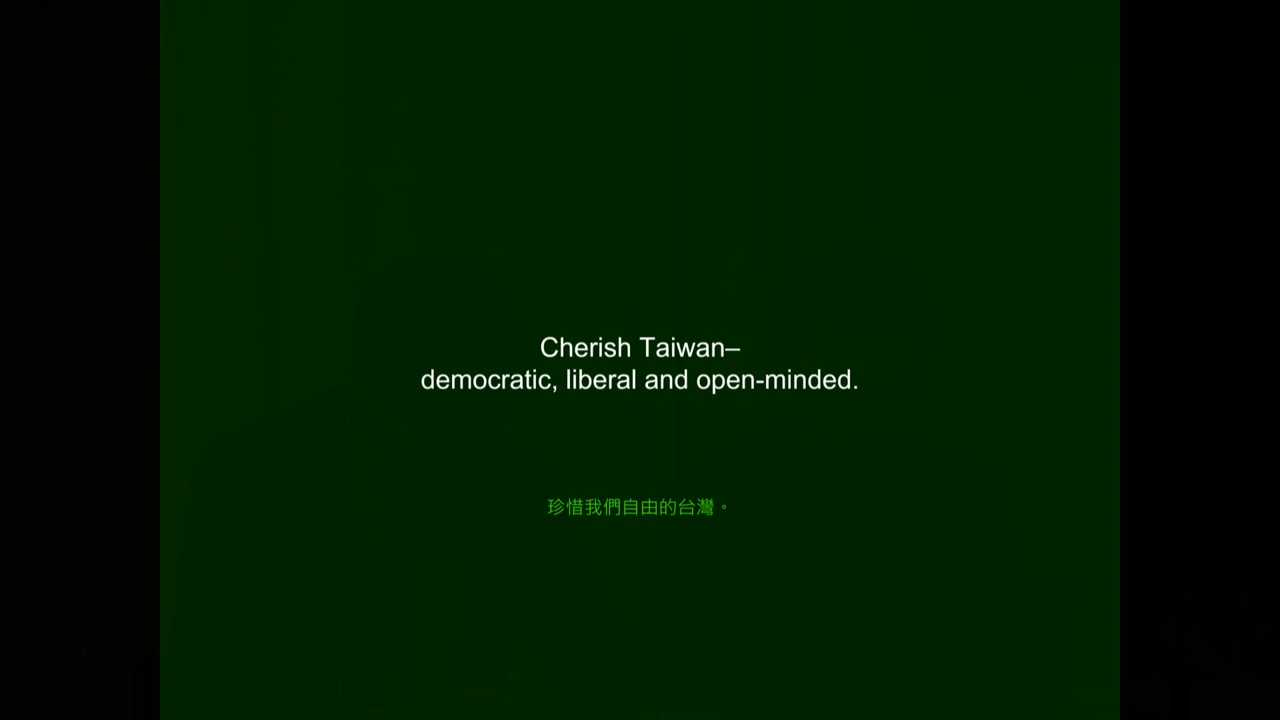 Cherish Taiwan–
democratic, liberal and open-minded.
珍惜我們自由的台灣。